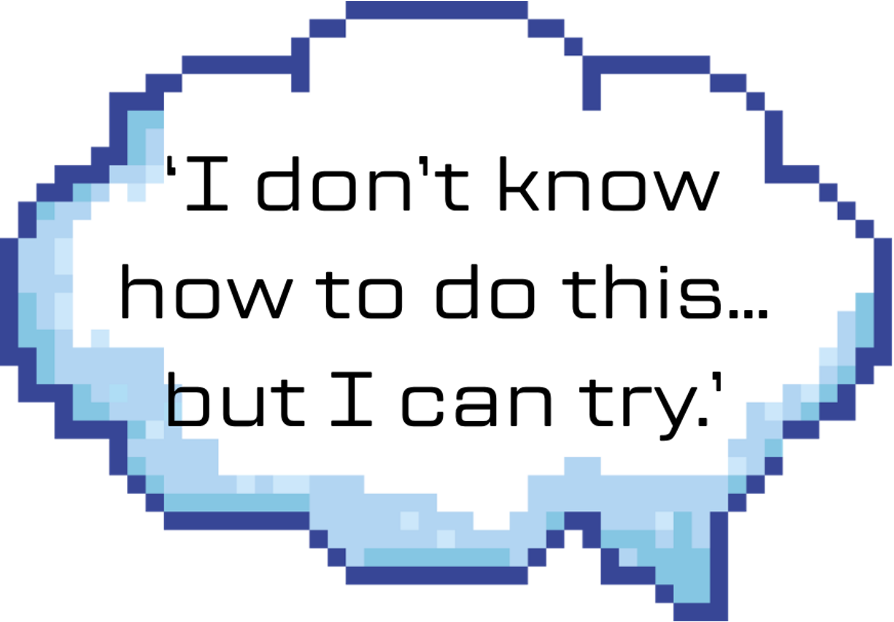 ‘I don’t know
how to do this...
but I can try.’